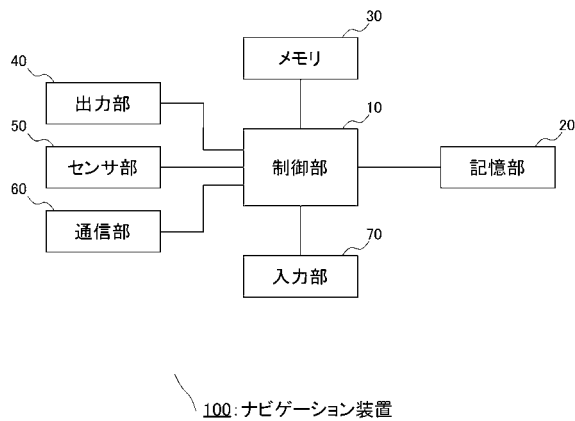 30
メモリ
40
出力部
10
50
センサ部
制御部
20
記憶部
60
通信部
70
入力部
100:ナビゲーション装置